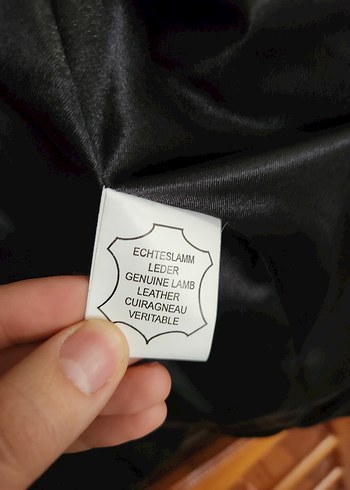 ECHTESLAMM
LEDER
GENUINE LAMB
LEATHER
CUIRAGNEAU
VERITABLE